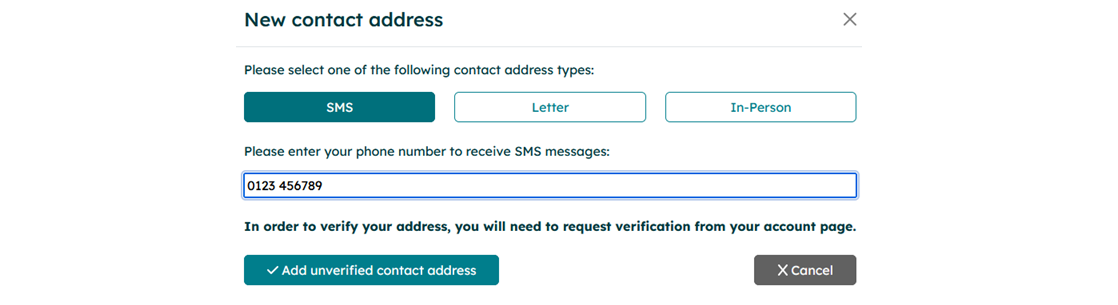 New contact address
Please select one of the following contact address types:
SMS
Letter
In-Person
Please enter your phone number to receive SMS messages:
0123 456789
In order to verify your address, you will need to request verification from your account page.
Add unverified contact address
Cancel